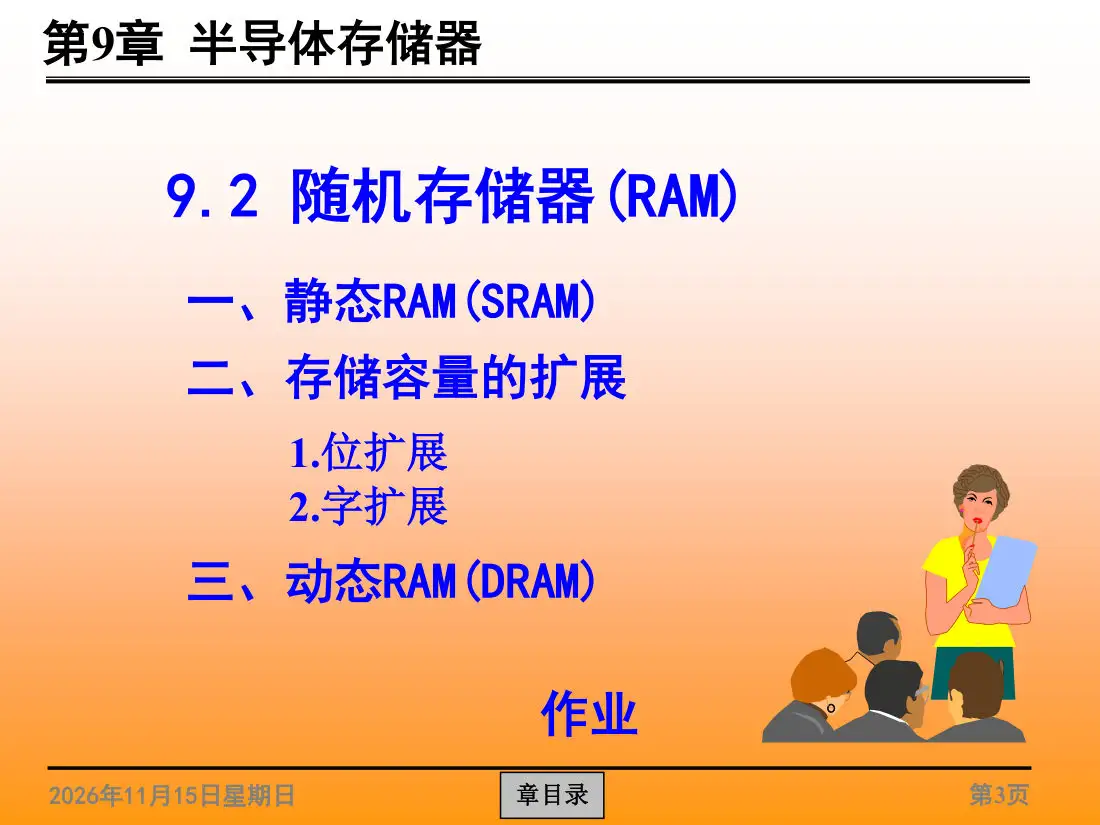 第9章 半导体存储器
9.2 随机存储器(RAM)
一、静态RAM(SRAM)
二、存储容量的扩展
1.位扩展
2.字扩展
三、动态RAM(DRAM)
作业
2026年11月15日星期日
章目录
第3页